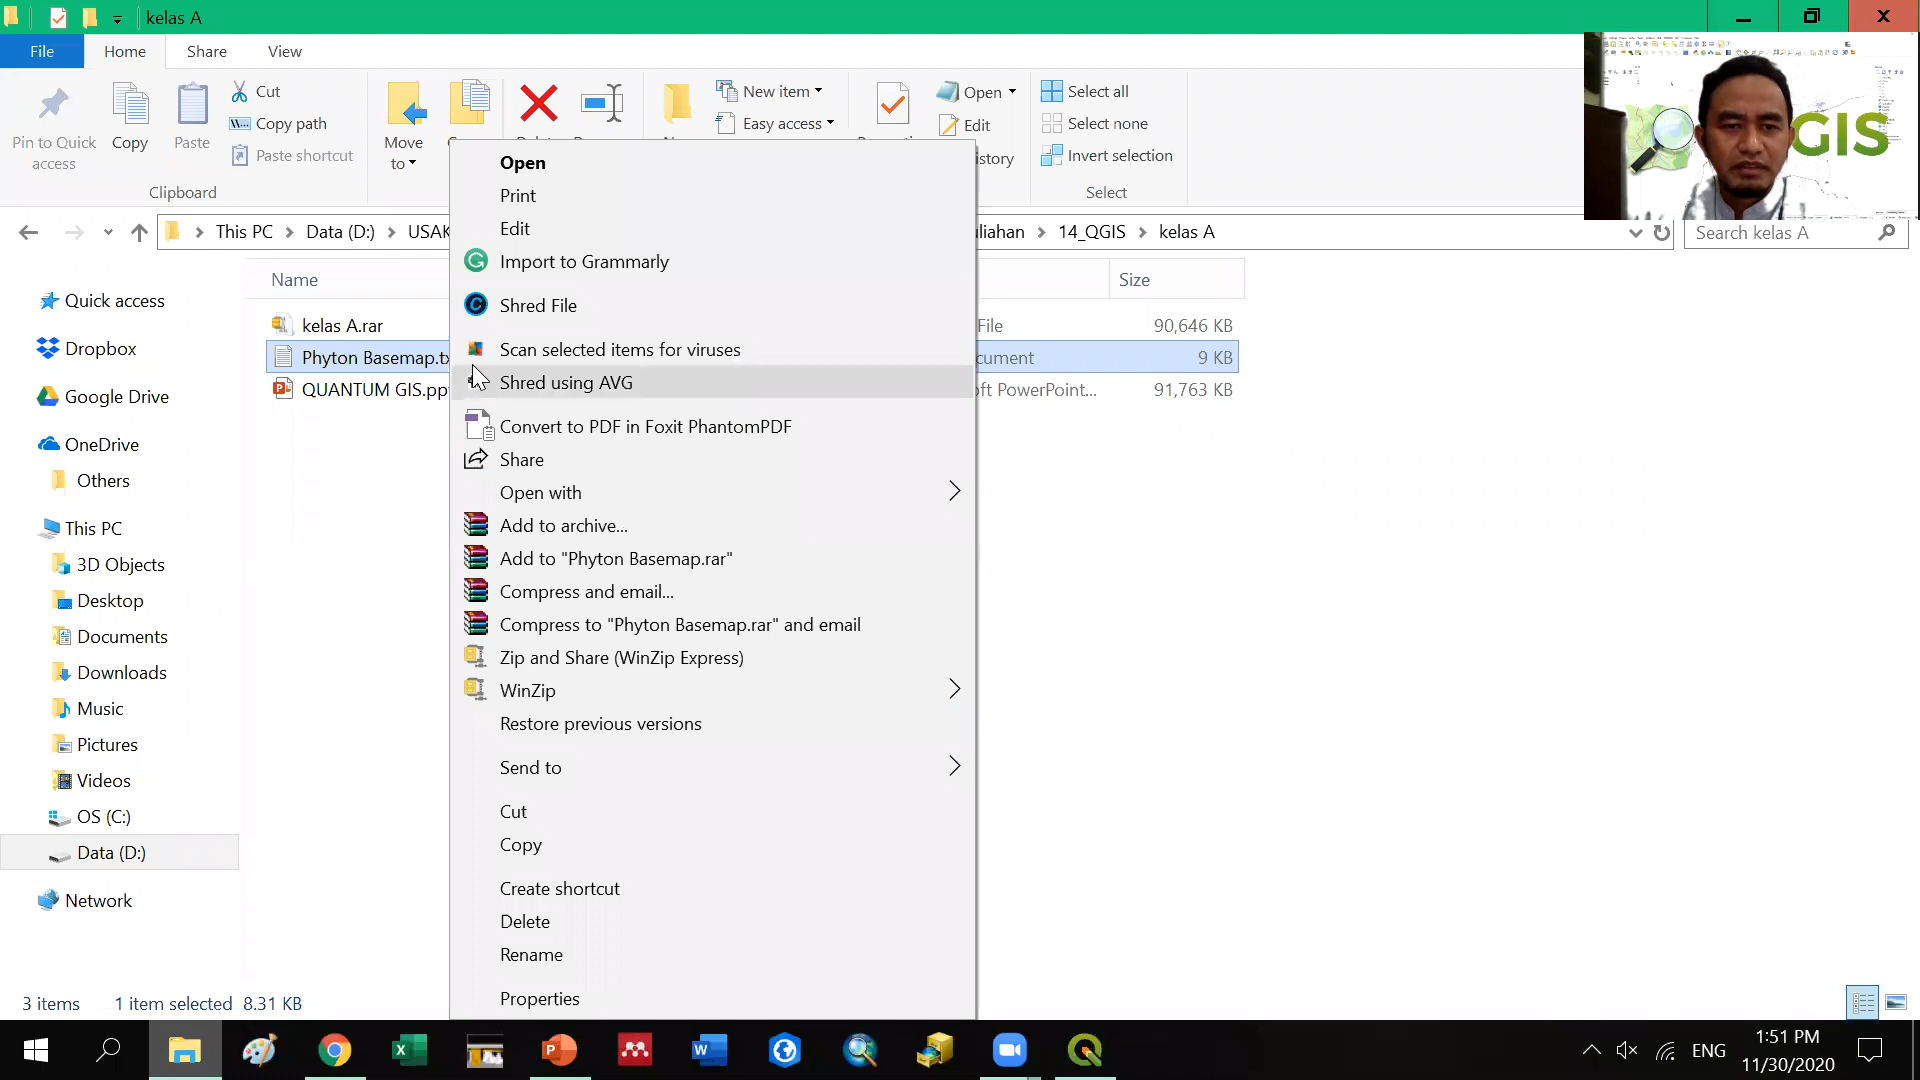 kelas A
File Home Share View
Pin to Quick access
Copy
Paste
Cut
Copy path
Paste shortcut
Clipboard
Move to
New item
Easy access
Open
Edit
istory
Select all
Select none
Invert selection
Select
GIS
This PC Data (D:) USAK
liahan 14_QGIS kelas A
Search kelas A
Name Size
kelas A.rar File 90,646 KB
Phyton Basemap.tx cument 9 KB
QUANTUM GIS.pp oft PowerPoint... 91,763 KB
Quick access
Dropbox
Google Drive
OneDrive
Others
This PC
3D Objects
Desktop
Documents
Downloads
Music
Pictures
Videos
OS (C:)
Data (D:)
Network
Open
Print
Edit
Import to Grammarly
Shred File
Scan selected items for viruses
Shred using AVG
Convert to PDF in Foxit PhantomPDF
Share
Open with
Add to archive...
Add to "Phyton Basemap.rar"
Compress and email...
Compress to "Phyton Basemap.rar" and email
Zip and Share (WinZip Express)
WinZip
Restore previous versions
Send to
Cut
Copy
Create shortcut
Delete
Rename
Properties
3 items 1 item selected 8.31 KB
ENG
1:51 PM
11/30/2020